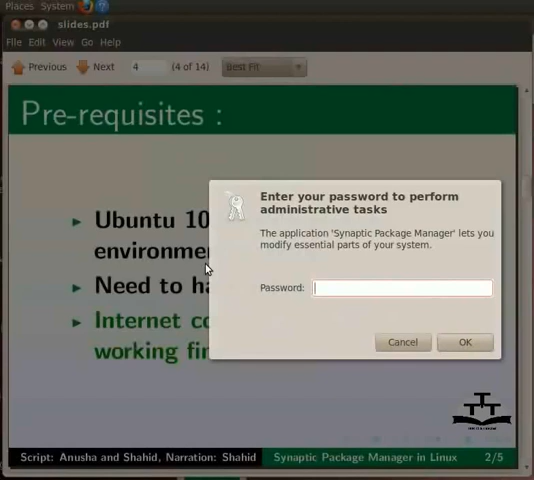 Places System
slides.pdf
File Edit View Go Help
Previous Next 4 (4 of 14) Best Fit
Pre-requisites :
Enter your password to perform
administrative tasks
The application 'Synaptic Package Manager' lets you
modify essential parts of your system.
Ubuntu 10
environme
Need to ha
Internet co
working fin
Password:
Cancel OK
Script: Anusha and Shahid, Narration: Shahid Synaptic Package Manager in Linux 2/5